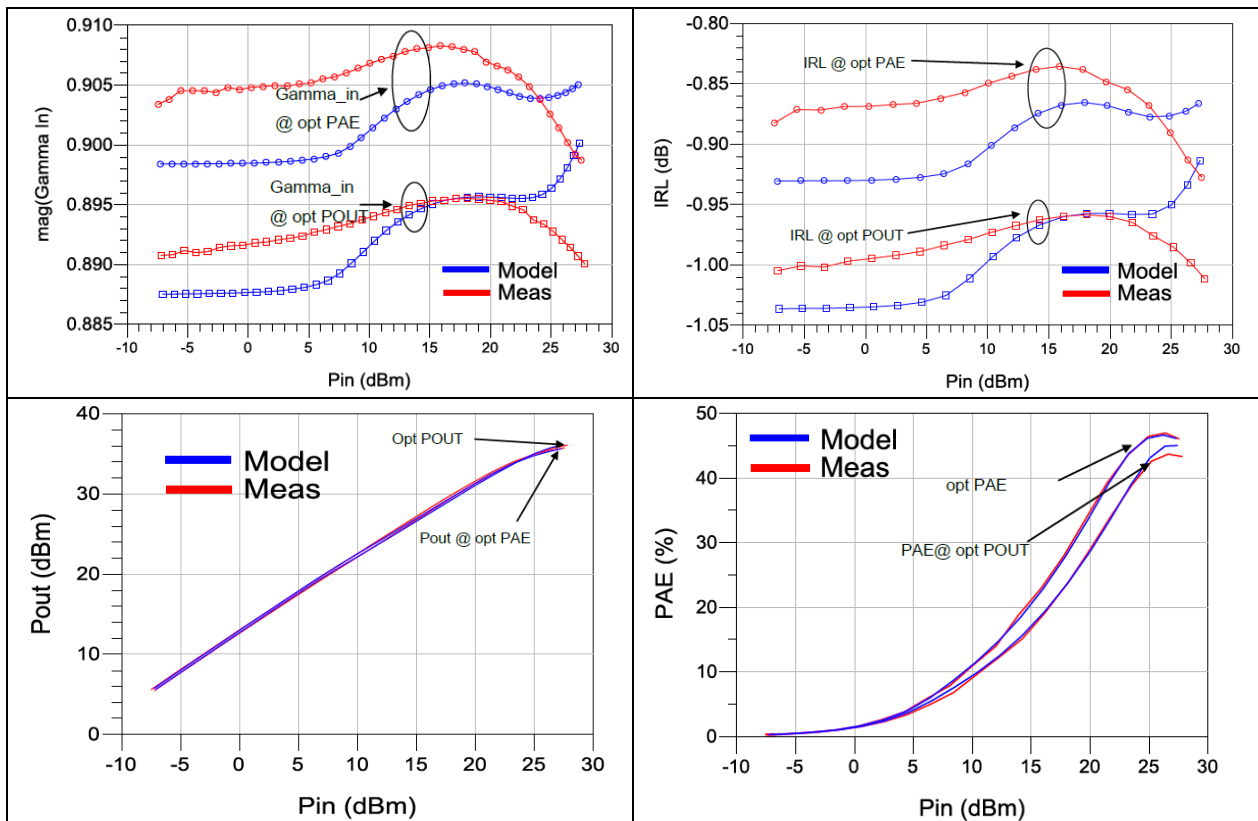 0.910
0.905
0.900
0.895
0.890
0.885
mag(Gamma In)
Gamma_in
@ opt PAE
Gamma_in
@ opt POUT
Model
Meas
-10 -5 0 5 10 15 20 25 30
Pin (dBm)
-0.80
-0.85
-0.90
-0.95
-1.00
-1.05
IRL (dB)
IRL @ opt PAE
IRL @ opt POUT
Model
Meas
-10 -5 0 5 10 15 20 25 30
Pin (dBm)
40
30
20
10
0
Pout (dBm)
Opt POUT
Model
Meas
Pout @ opt PAE
-10 -5 0 5 10 15 20 25 30
Pin (dBm)
50
40
30
20
10
0
PAE (%)
Model
Meas
opt PAE
PAE@ opt POUT
-10 -5 0 5 10 15 20 25 30
Pin (dBm)